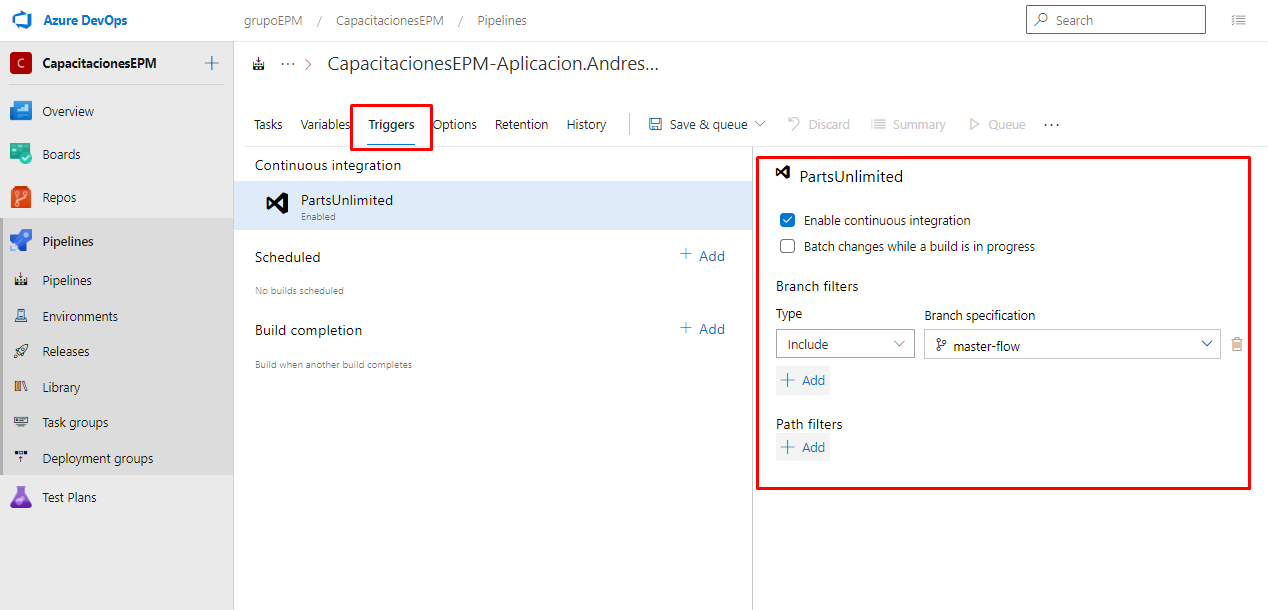 Azure DevOps
grupoEPM / CapacitacionesEPM / Pipelines
Search
C CapacitacionesEPM
Overview
Boards
Repos
Pipelines
Pipelines
Environments
Releases
Library
Task groups
Deployment groups
Test Plans
··· > CapacitacionesEPM-Aplicacion.Andres...
Tasks Variables Triggers Options Retention History Save & queue Discard Summary Queue ···
Continuous integration
PartsUnlimited
Enabled
Scheduled + Add
No builds scheduled
Build completion + Add
Build when another build completes
PartsUnlimited
Enable continuous integration
Batch changes while a build is in progress
Branch filters
Type Branch specification
Include master-flow
+ Add
Path filters
+ Add